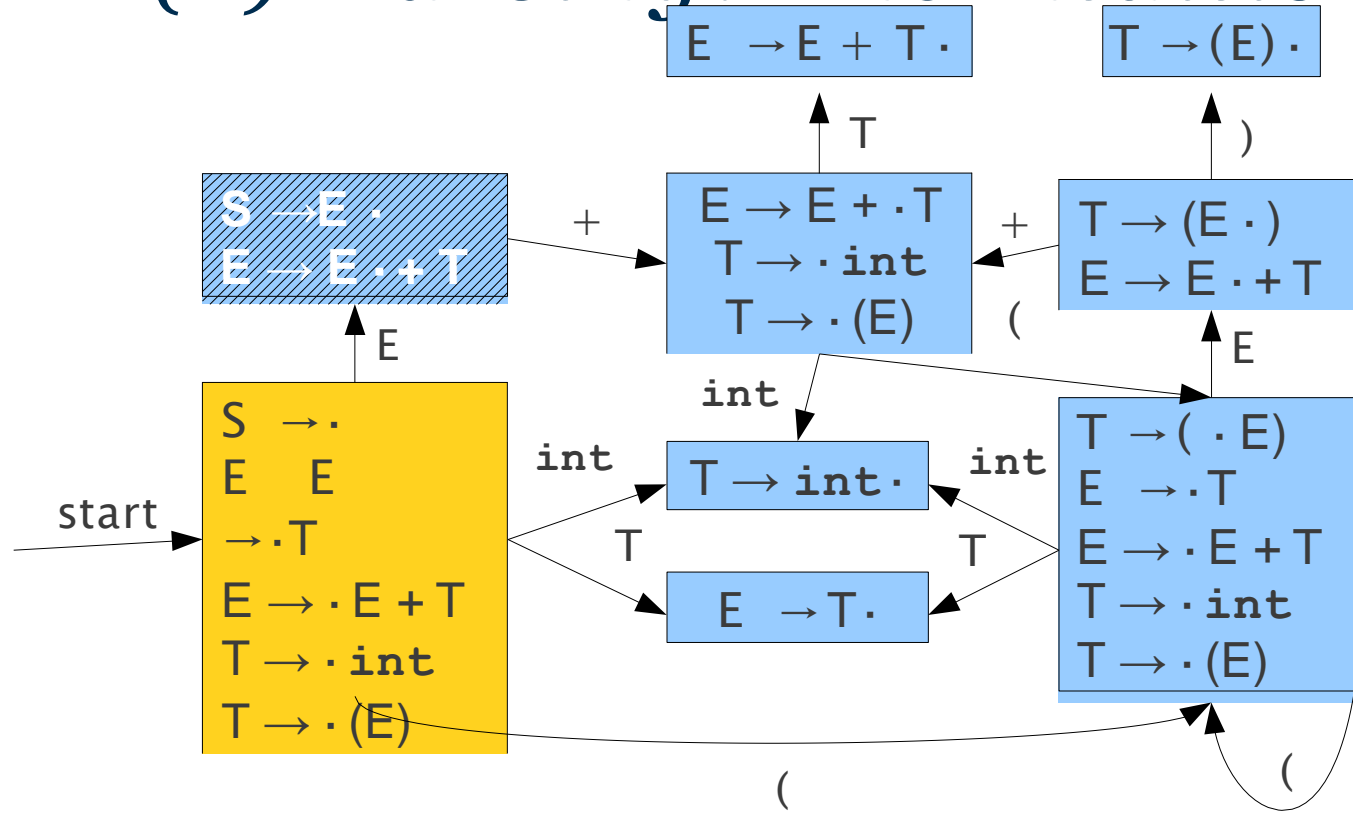 E → E + T ·
T → (E) ·
T
)
S → E ·
E → E · + T
+
E → E + · T
T → · int
T → · (E)
+
T → (E · )
E → E · + T
(
E
E
int
S → ·
E E
→ · T
E → · E + T
T → · int
T → · (E)
start
int
T → int ·
int
T
T
E → T ·
T → ( · E)
E → · T
E → · E + T
T → · int
T → · (E)
(
(